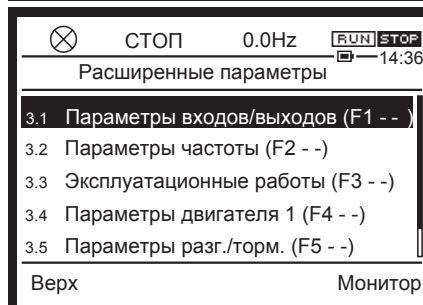 СТОП 0.0Hz RUN STOP
14:36
Расширенные параметры
3.1 Параметры входов/выходов (F1 - - )
3.2 Параметры частоты (F2 - -)
3.3 Эксплуатационные работы (F3 - -)
3.4 Параметры двигателя 1 (F4 - -)
3.5 Параметры разг./торм. (F5 - -)
Верх Монитор